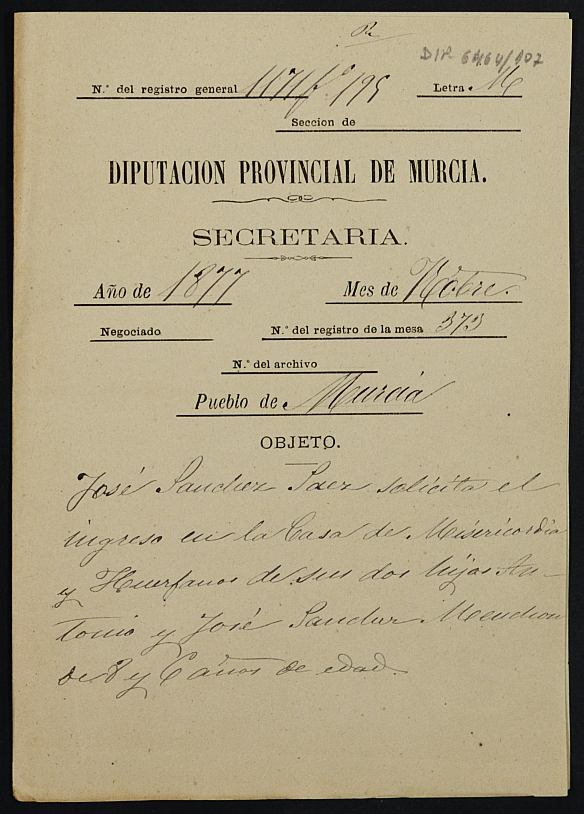 DIP. 6464/107
N.º del registro general 1171 fº 195 Letra M
Seccion de
DIPUTACION PROVINCIAL DE MURCIA.
SECRETARIA.
Año de 1877 Mes de Nobre.
Negociado N.º del registro de la mesa 373
N.º del archivo
Pueblo de Murcia
OBJETO.
José Sanchez Saez solicita el
ingreso en la Casa de Misericordia
y Huerfanos de sus dos hijos An-
tonio y José Sanchez
de 8 y 6 años de edad.